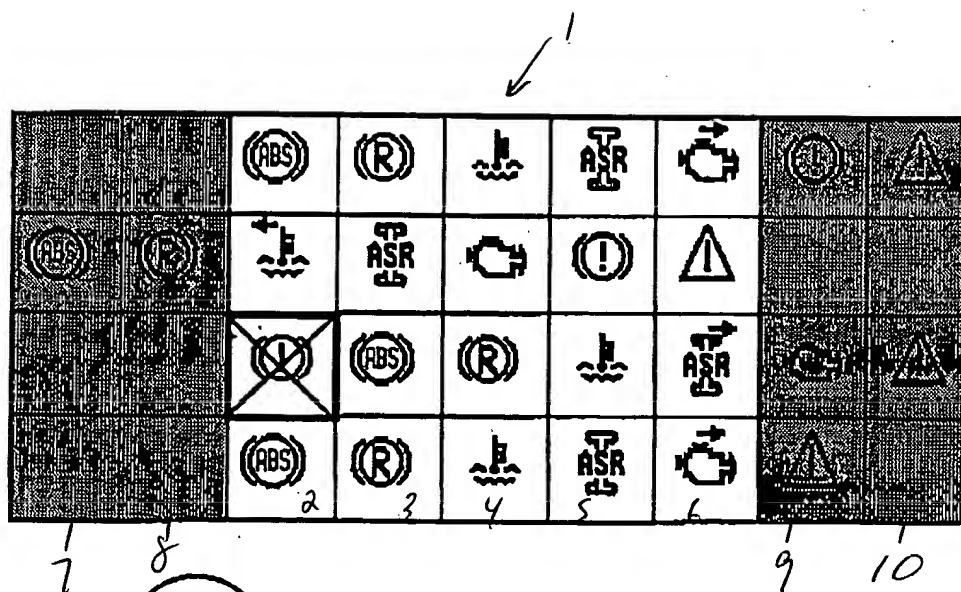 1
ABS R ASR ! !
ABS R ASR ! !
! ABS R ASR !
ABS R ASR !
2 3 4 5 6
7 8 9 10